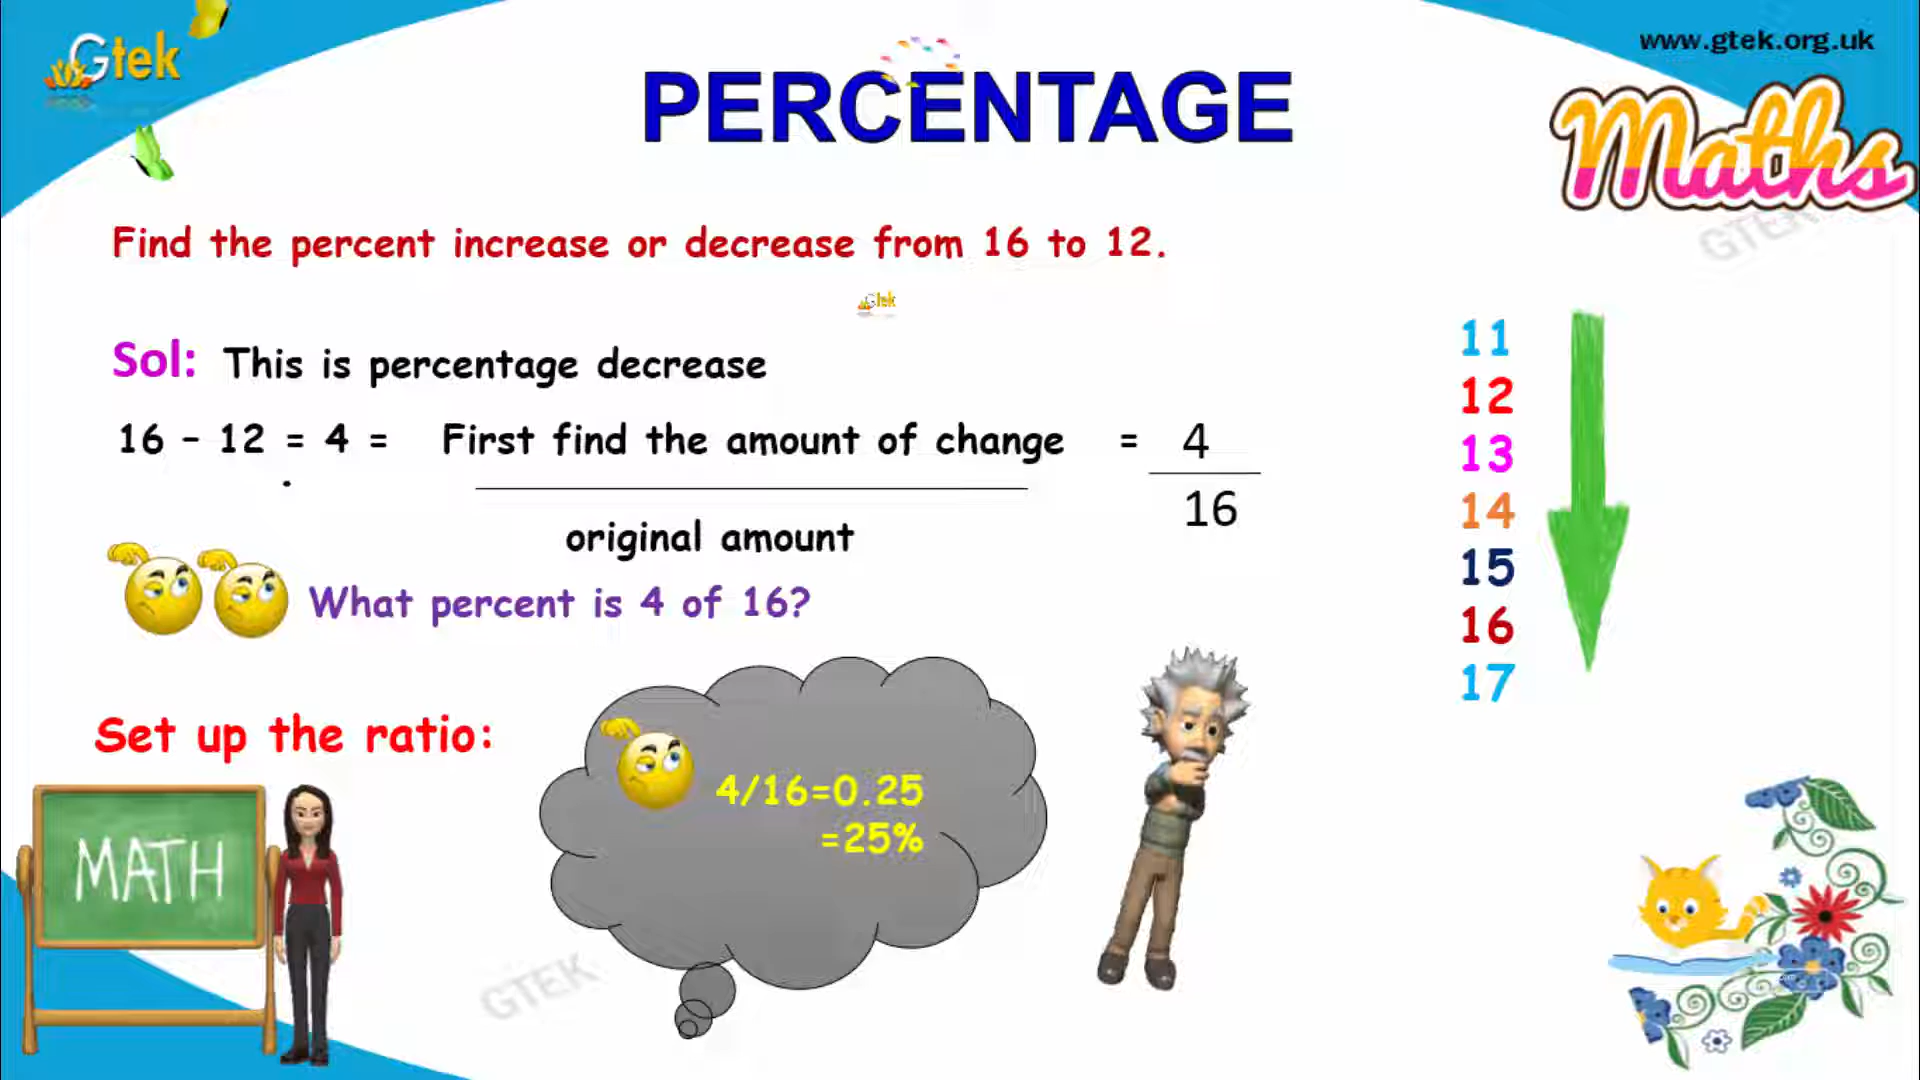 Gtek
www.gtek.org.uk
PERCENTAGE
Maths
GTEK
Find the percent increase or decrease from 16 to 12.
Gtek
Sol: This is percentage decrease
16 - 12 = 4 = First find the amount of change = 4
original amount 16
What percent is 4 of 16?
11
12
13
14
15
16
17
Set up the ratio:
4/16=0.25
=25%
MATH
GTEK